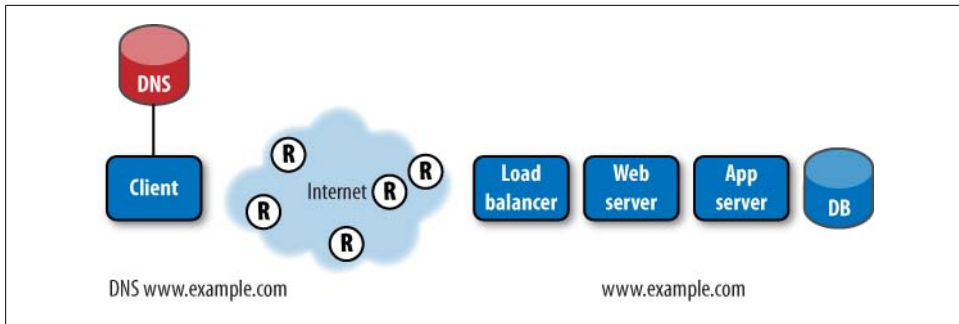 DNS
Client
Internet
R
R
R
R
R
R
Load
balancer
Web
server
App
server
DB
DNS www.example.com
www.example.com